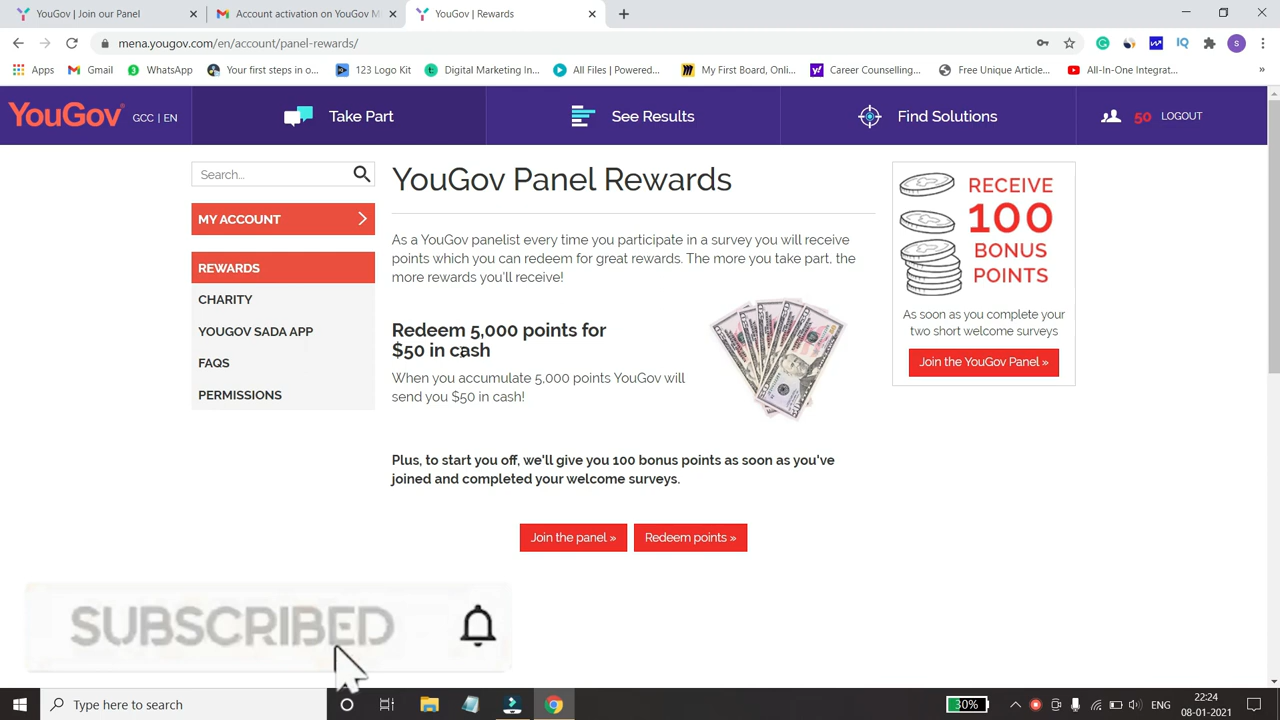 YouGov | Join our Panel
Account activation on YouGov M
YouGov | Rewards
mena.yougov.com/en/account/panel-rewards/
Apps
Gmail
WhatsApp
Your first steps in o...
123 Logo Kit
Digital Marketing In...
All Files | Powered...
My First Board, Onli...
Career Counselling...
Free Unique Article...
All-In-One Integrat...
»
YouGov
GCC | EN
Take Part
See Results
Find Solutions
50
LOGOUT
Search...
MY ACCOUNT
REWARDS
CHARITY
YOUGOV SADA APP
FAQS
PERMISSIONS
YouGov Panel Rewards
As a YouGov panelist every time you participate in a survey you will receive
points which you can redeem for great rewards. The more you take part, the
more rewards you'll receive!
Redeem 5,000 points for
$50 in cash
When you accumulate 5,000 points YouGov will
send you $50 in cash!
Plus, to start you off, we'll give you 100 bonus points as soon as you've
joined and completed your welcome surveys.
Join the panel »
Redeem points »
RECEIVE
100
BONUS
POINTS
As soon as you complete your
two short welcome surveys
Join the YouGov Panel »
SUBSCRIBED
Type here to search
30%
ENG
22:24
08-01-2021